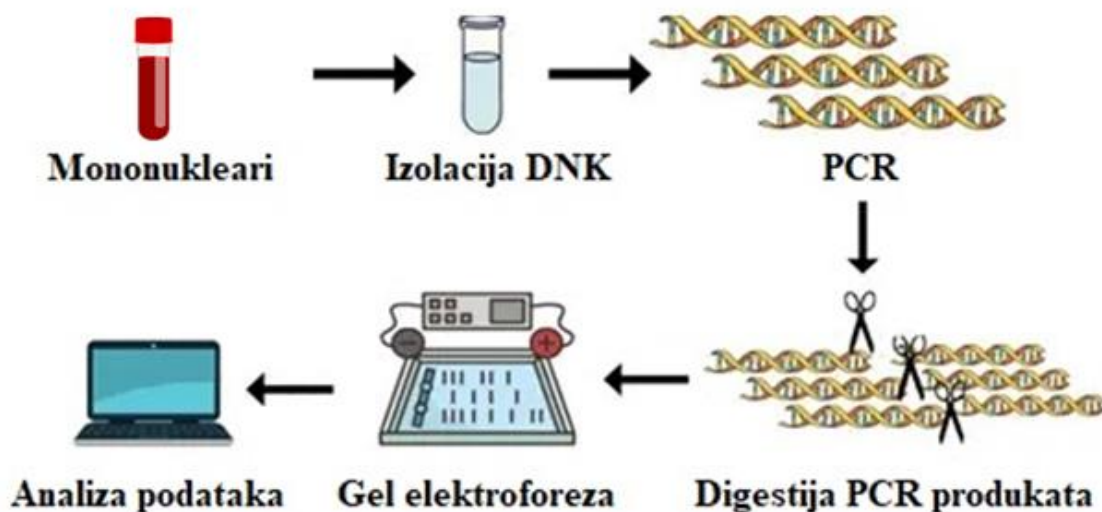 Mononukleari
Izolacija DNK
PCR
Digestija PCR produkata
Gel elektroforeza
Analiza podataka